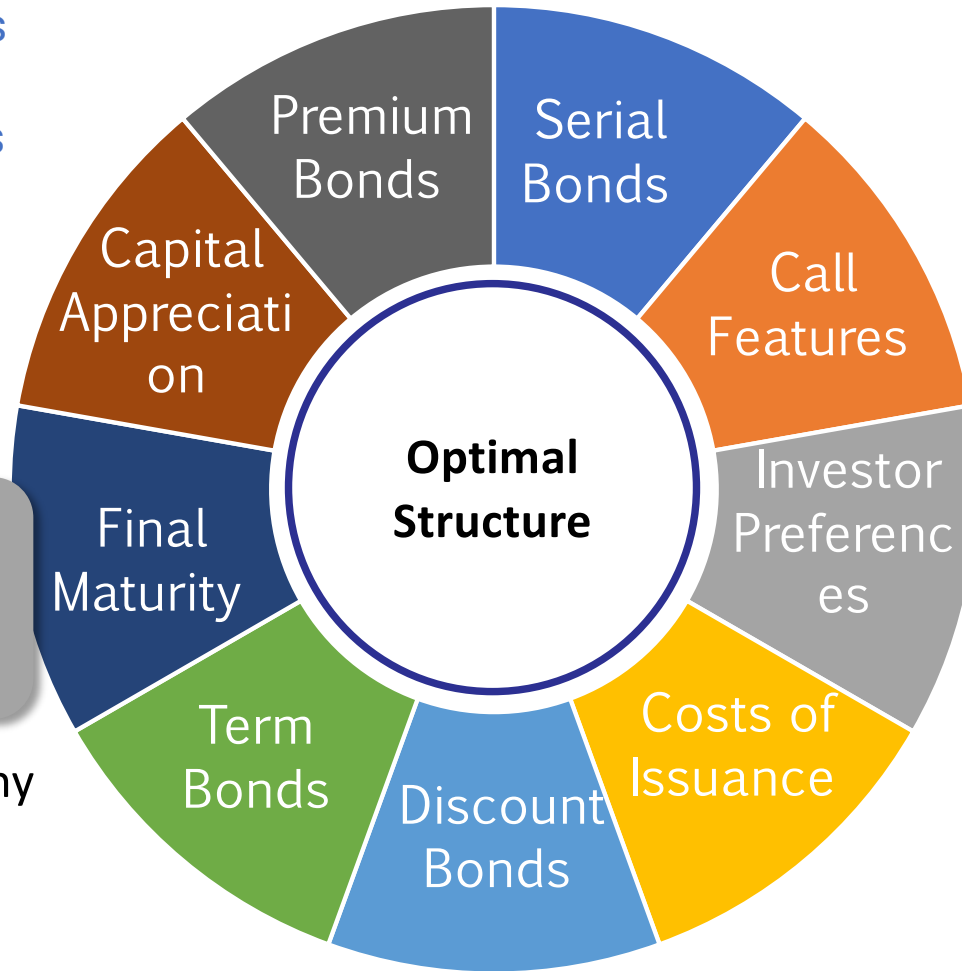 Premium
Bonds
Serial
Bonds
Capital
Appreciati
on
Call
Features
Optimal
Structure
Investor
Preferenc
es
Final
Maturity
Costs of
Issuance
Term
Bonds
Discount
Bonds